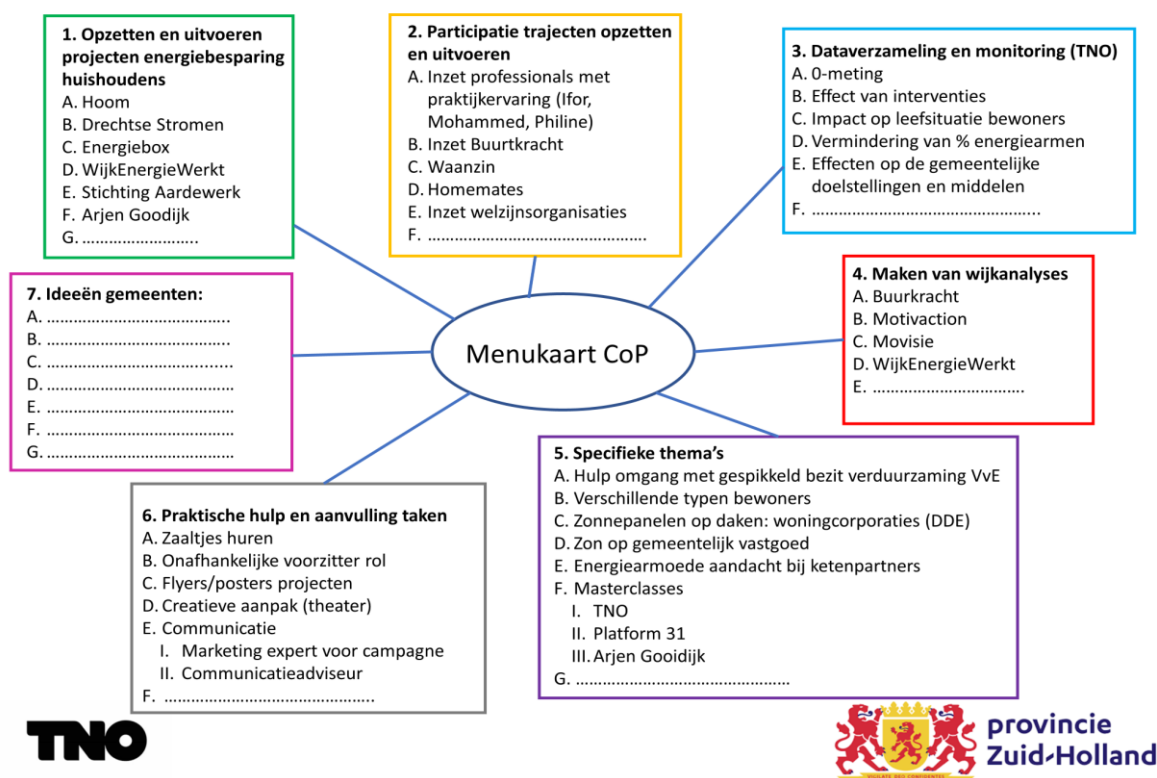 1. Opzetten en uitvoeren
projecten energiebesparing
huishoudens
A. Hoom
B. Drechtse Stromen
C. Energiebox
D. WijkEnergieWerkt
E. Stichting Aardewerk
F. Arjen Goodijk
G. ……………………..
2. Participatie trajecten opzetten
en uitvoeren
A. Inzet professionals met
praktijkervaring (Ifor,
Mohammed, Philine)
B. Inzet Buurtkracht
C. Waanzin
D. Homemates
E. Inzet welzijnsorganisaties
F. ………………………………………….
3. Dataverzameling en monitoring (TNO)
A. 0-meting
B. Effect van interventies
C. Impact op leefsituatie bewoners
D. Vermindering van % energiearmen
E. Effecten op de gemeentelijke
doelstellingen en middelen
F. …………………………………………...
7. Ideeën gemeenten:
A. …………………………………..
B. …………………………………..
C. ……………………………........
D. ……………………………………
E. ……………………………………
F. ……………………………………
G. ……………………………………
Menukaart CoP
4. Maken van wijkanalyses
A. Buurkracht
B. Motivaction
C. Movisie
D. WijkEnergieWerkt
E. …………………………….
5. Specifieke thema’s
A. Hulp omgang met gespikkeld bezit verduurzaming VvE
B. Verschillende typen bewoners
C. Zonnepanelen op daken: woningcorporaties (DDE)
D. Zon op gemeentelijk vastgoed
E. Energiearmoede aandacht bij ketenpartners
F. Masterclasses
I. TNO
II. Platform 31
III. Arjen Gooidijk
G. …………………………………………
6. Praktische hulp en aanvulling taken
A. Zaaltjes huren
B. Onafhankelijke voorzitter rol
C. Flyers/posters projecten
D. Creatieve aanpak (theater)
E. Communicatie
I. Marketing expert voor campagne
II. Communicatieadviseur
F. ………………………………………..
TNO
provincie
Zuid-Holland